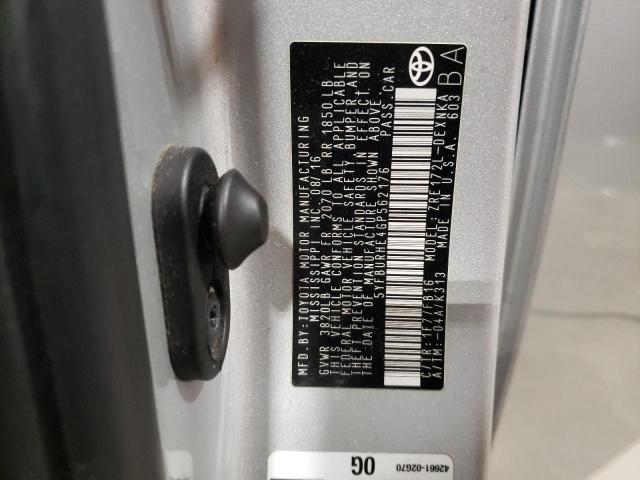 MFD.BY:TOYOTA MOTOR MANUFACTURING
MISSISSIPPI INC. 08/16
GVWR 3820LB GAWR FR 2070 LB RR 1850 LB
THIS VEHICLE CONFORMS TO ALL APPLICABLE
FEDERAL MOTOR VEHICLE SAFETY, BUMPER, AND
THEFT PREVENTION STANDARDS IN EFFECT ON
THE DATE OF MANUFACTURE SHOWN ABOVE.
5YFBURHE4GP562176 PASS.CAR
C/TR:1F7/FB36 MODEL:ZRE172L-DEXNKA
A/TM:-04A/K313 MADE IN U.S.A. 603
BA
0G
42661-02G70